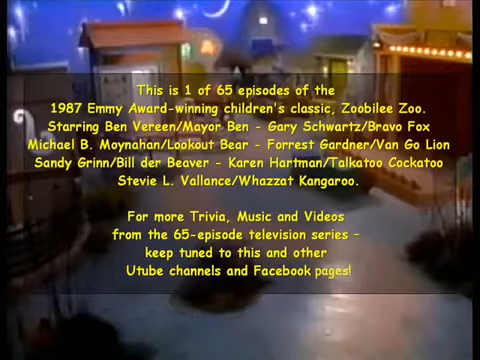 This is 1 of 65 episodes of the
1987 Emmy Award-winning children's classic, Zoobilee Zoo.
Starring Ben Vereen/Mayor Ben - Gary Schwartz/Bravo Fox
Michael B. Moynahan/Lookout Bear - Forrest Gardner/Van Go Lion
Sandy Grinn/Bill der Beaver - Karen Hartman/Talkatoo Cockatoo
Stevie L. Vallance/Whazzat Kangaroo.
For more Trivia, Music and Videos
from the 65-episode television series –
keep tuned to this and other
Utube channels and Facebook pages!